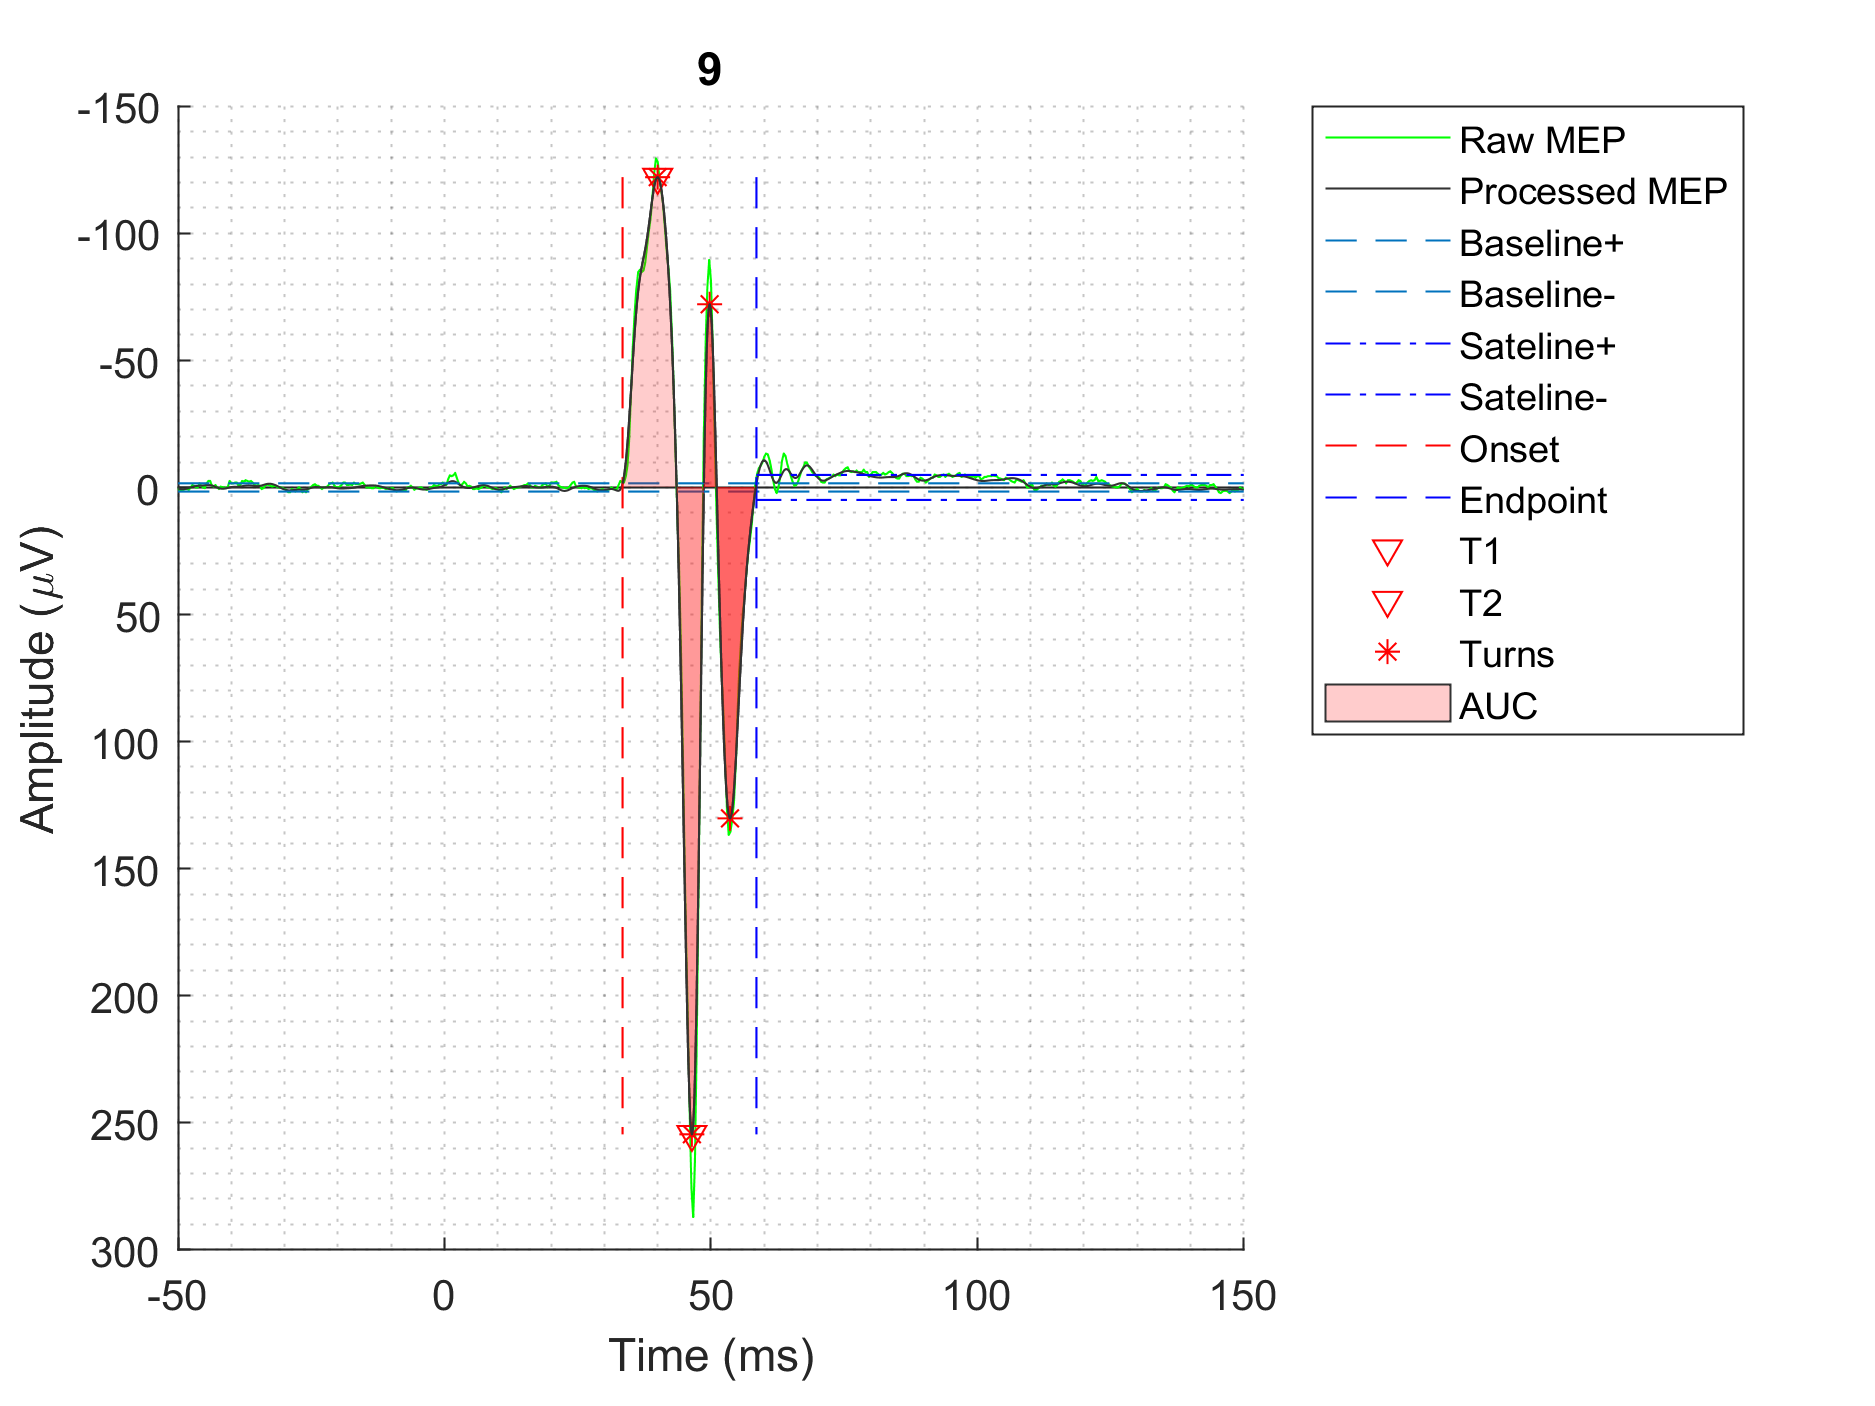 9
-150
-100
-50
0
50
100
150
200
250
300
-50
0
50
100
150
Time (ms)
Amplitude (μV)
Raw MEP
Processed MEP
Baseline+
Baseline-
Sateline+
Sateline-
Onset
Endpoint
T1
T2
Turns
AUC